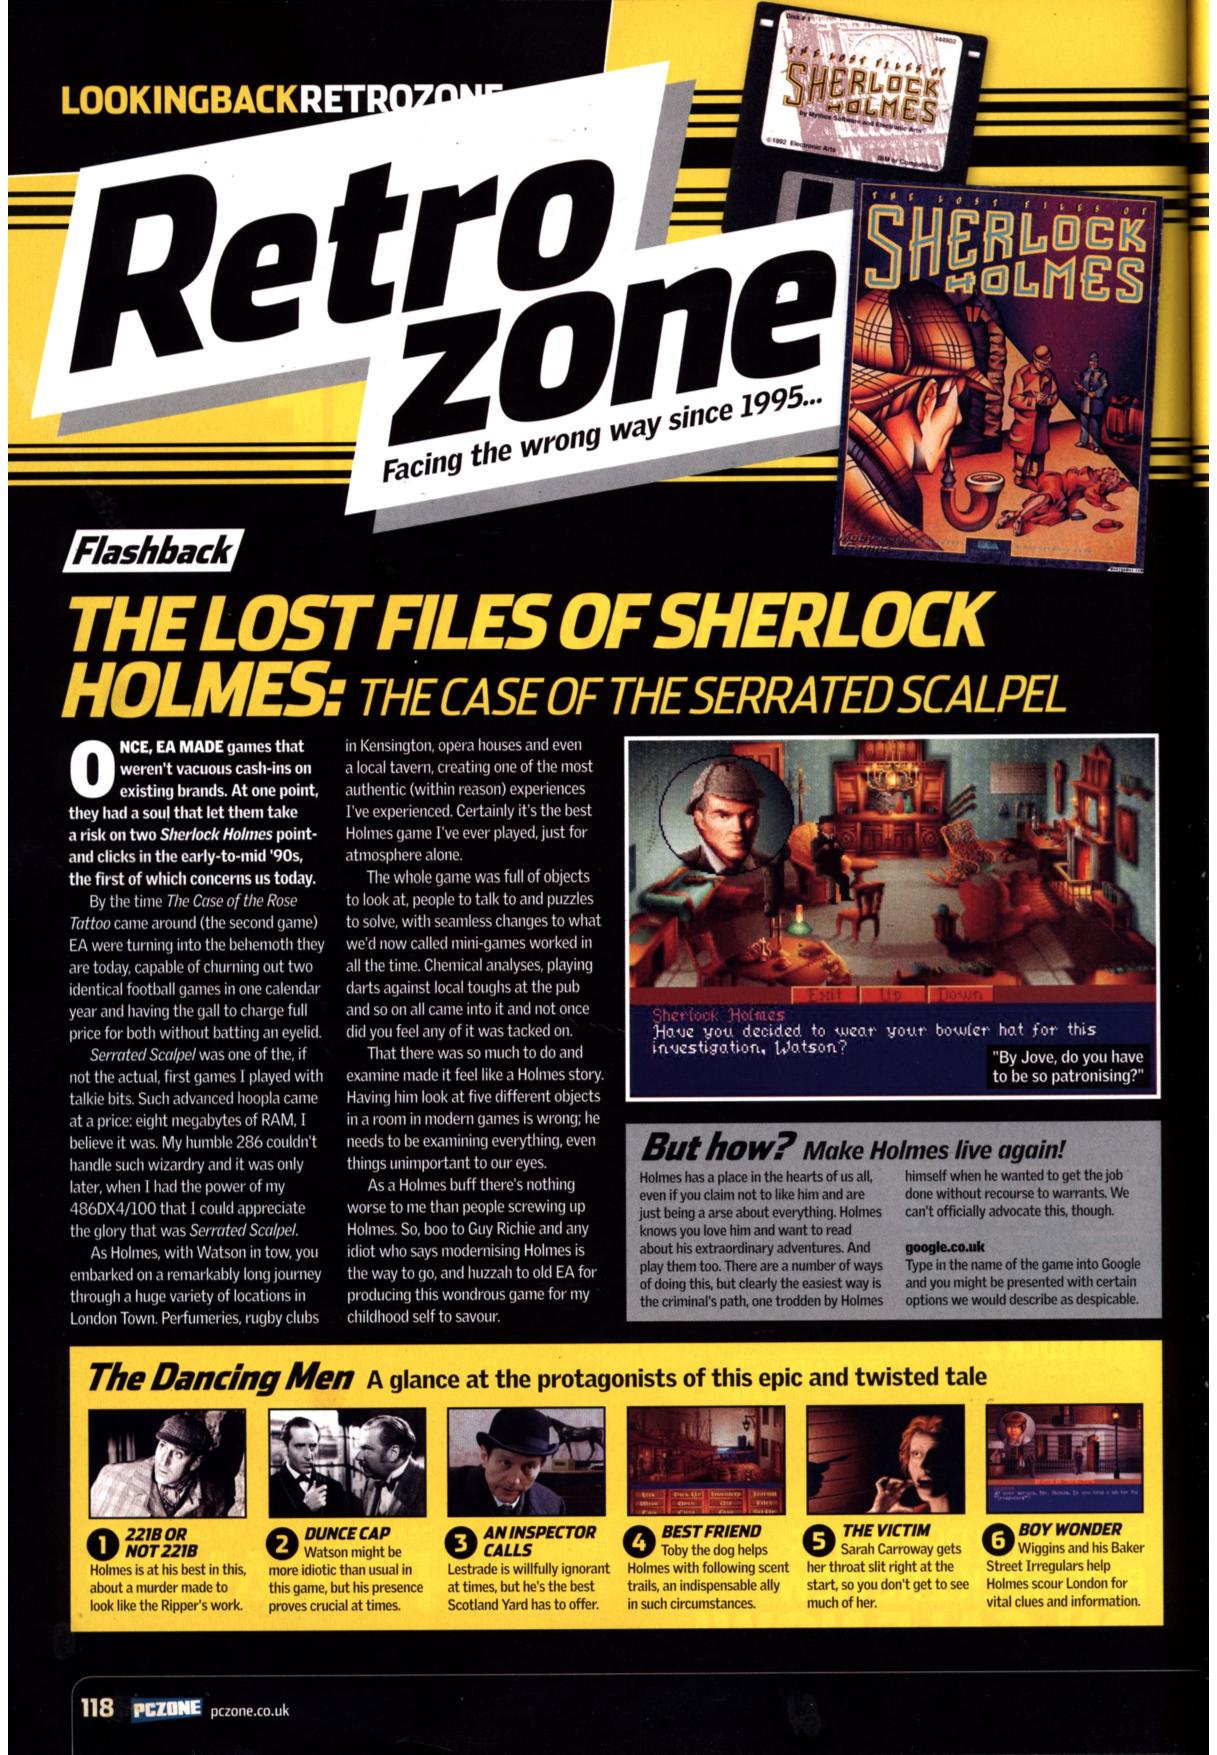 LOOKINGBACKRETROZONE
Disk # 1
J44902
THE LOST FILES OF
SHERLOCK
HOLMES
by Mythos Software and Electronic Arts
©1992 Electronic Arts
IBM or Compatibles
Retro
zone
Facing the wrong way since 1995...
THE LOST FILES OF
SHERLOCK
HOLMES
Flashback
THE LOST FILES OF SHERLOCK
HOLMES: THE CASE OF THE SERRATED SCALPEL
ONCE, EA MADE games that
weren't vacuous cash-ins on
existing brands. At one point,
they had a soul that let them take
a risk on two Sherlock Holmes point-
and clicks in the early-to-mid '90s,
the first of which concerns us today.
By the time The Case of the Rose
Tattoo came around (the second game)
EA were turning into the behemoth they
are today, capable of churning out two
identical football games in one calendar
year and having the gall to charge full
price for both without batting an eyelid.
Serrated Scalpel was one of the, if
not the actual, first games I played with
talkie bits. Such advanced hoopla came
at a price: eight megabytes of RAM, I
believe it was. My humble 286 couldn't
handle such wizardry and it was only
later, when I had the power of my
486DX4/100 that I could appreciate
the glory that was Serrated Scalpel.
As Holmes, with Watson in tow, you
embarked on a remarkably long journey
through a huge variety of locations in
London Town. Perfumeries, rugby clubs
in Kensington, opera houses and even
a local tavern, creating one of the most
authentic (within reason) experiences
I've experienced. Certainly it's the best
Holmes game I've ever played, just for
atmosphere alone.
The whole game was full of objects
to look at, people to talk to and puzzles
to solve, with seamless changes to what
we'd now called mini-games worked in
all the time. Chemical analyses, playing
darts against local toughs at the pub
and so on all came into it and not once
did you feel any of it was tacked on.
That there was so much to do and
examine made it feel like a Holmes story.
Having him look at five different objects
in a room in modern games is wrong; he
needs to be examining everything, even
things unimportant to our eyes.
As a Holmes buff there's nothing
worse to me than people screwing up
Holmes. So, boo to Guy Richie and any
idiot who says modernising Holmes is
the way to go, and huzzah to old EA for
producing this wondrous game for my
childhood self to savour.
Exit Up Down
Sherlock Holmes
Have you decided to wear your bowler hat for this
investigation, Watson?
"By Jove, do you have
to be so patronising?"
But how? Make Holmes live again!
Holmes has a place in the hearts of us all,
even if you claim not to like him and are
just being a arse about everything. Holmes
knows you love him and want to read
about his extraordinary adventures. And
play them too. There are a number of ways
of doing this, but clearly the easiest way is
the criminal's path, one trodden by Holmes
himself when he wanted to get the job
done without recourse to warrants. We
can't officially advocate this, though.
google.co.uk
Type in the name of the game into Google
and you might be presented with certain
options we would describe as despicable.
The Dancing Men A glance at the protagonists of this epic and twisted tale
1 221B OR
NOT 221B
Holmes is at his best in this,
about a murder made to
look like the Ripper's work.
2 DUNCE CAP
Watson might be
more idiotic than usual in
this game, but his presence
proves crucial at times.
3 AN INSPECTOR
CALLS
Lestrade is willfully ignorant
at times, but he's the best
Scotland Yard has to offer.
4 BEST FRIEND
Toby the dog helps
Holmes with following scent
trails, an indispensable ally
in such circumstances.
5 THE VICTIM
Sarah Carroway gets
her throat slit right at the
start, so you don't get to see
much of her.
6 BOY WONDER
Wiggins and his Baker
Street Irregulars help
Holmes scour London for
vital clues and information.
118 PCZONE pczone.co.uk